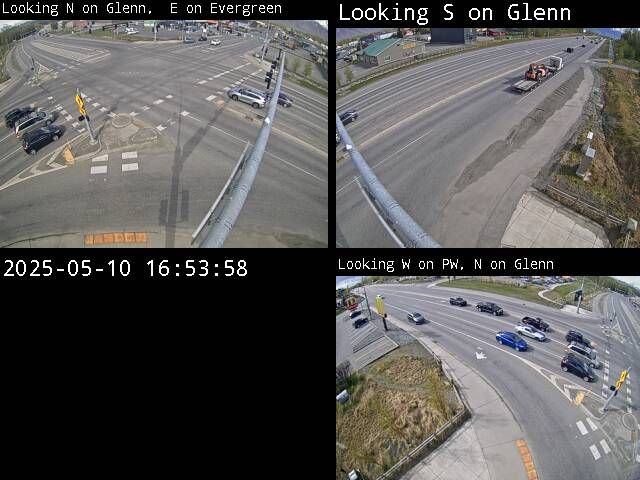 Looking N on Glenn,  E on Evergreen
Looking S on Glenn
2025-05-10 16:53:58
Looking W on PW, N on Glenn